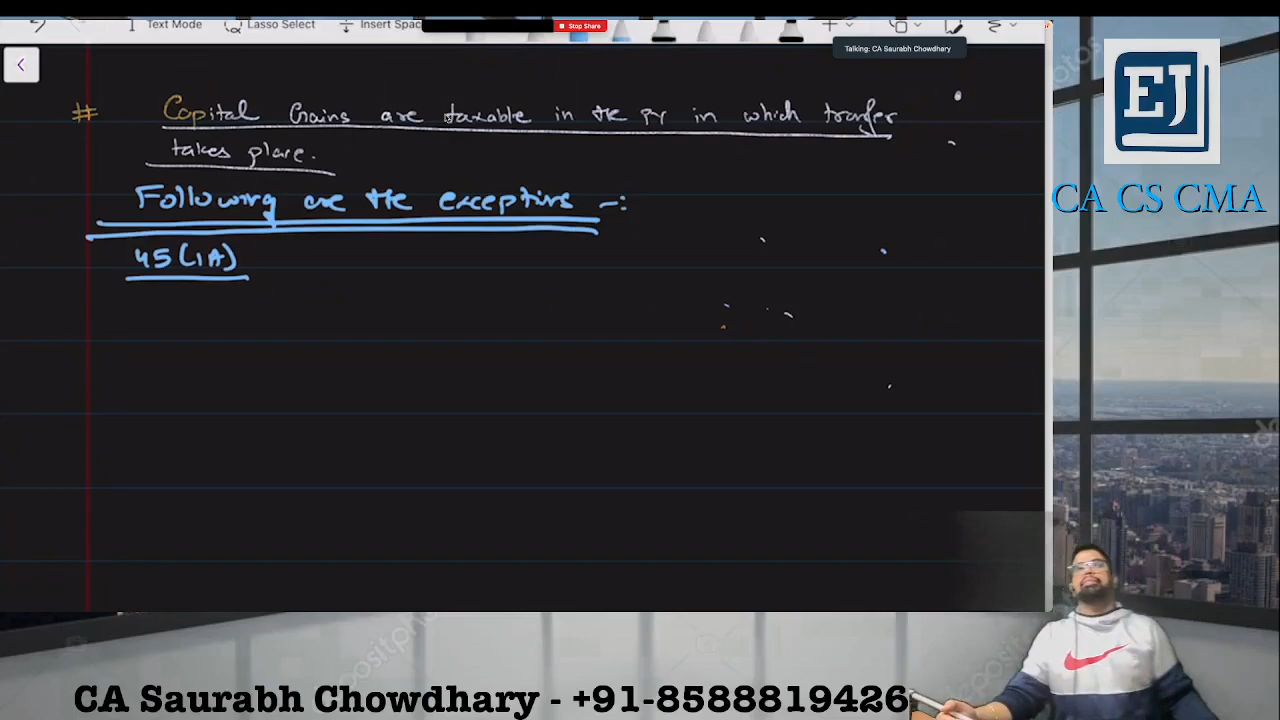 Text Mode
Lasso Select
Insert Spac
Stop Share
Talking: CA Saurabh Chowdhary
# Capital Gains are taxable in the PY in which transfer
takes place.
Following are the exceptions -:
45(1A)
EJ
CA CS CMA
CA Saurabh Chowdhary - +91-8588819426